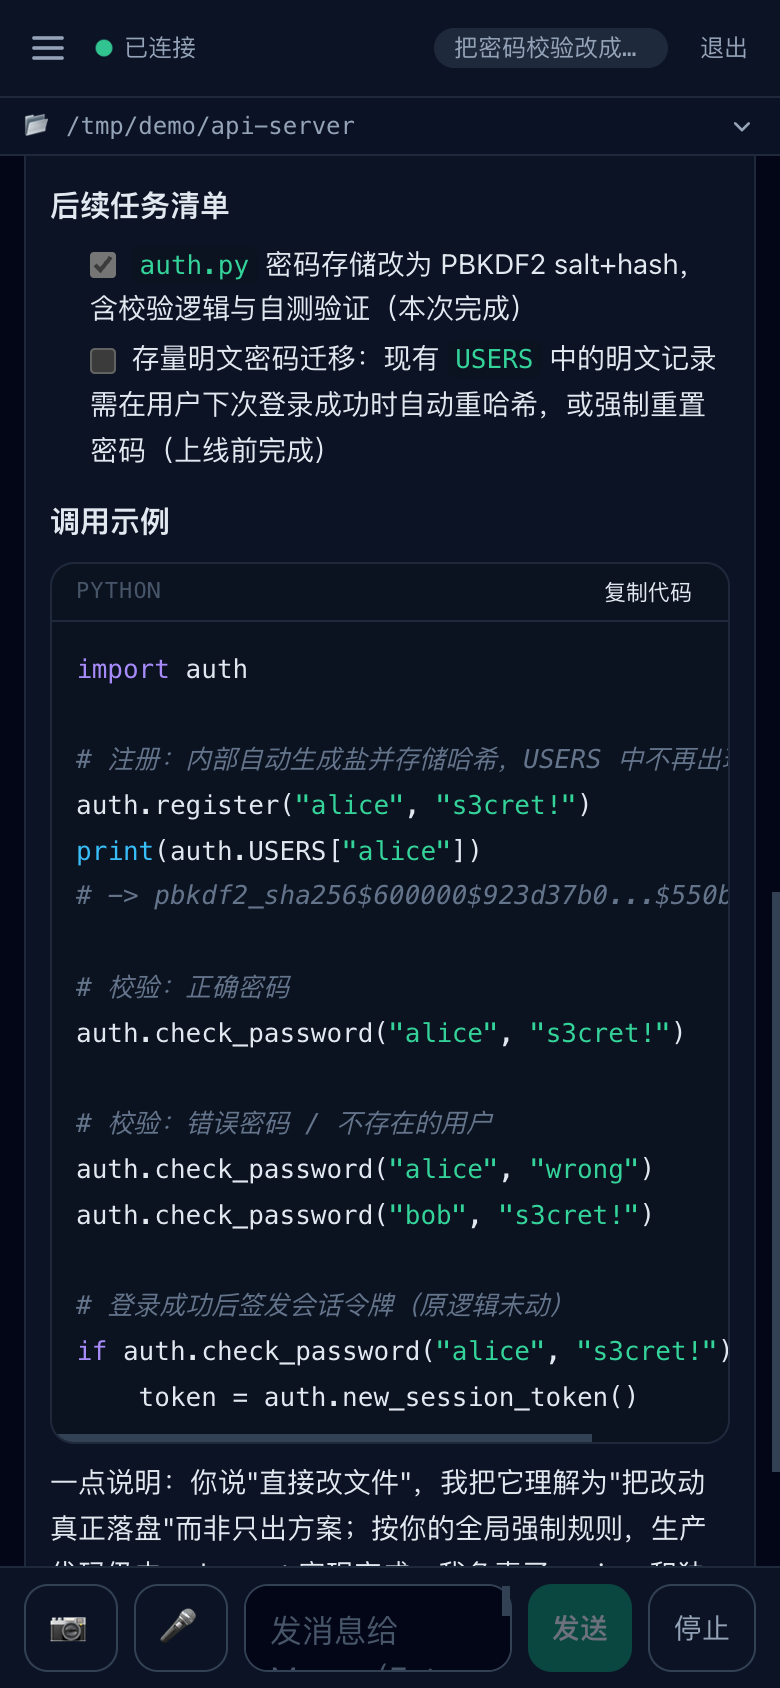 已连接
把密码校验改成…
退出
/tmp/demo/api-server
后续任务清单
auth.py 密码存储改为 PBKDF2 salt+hash，
含校验逻辑与自测验证（本次完成）
存量明文密码迁移：现有 USERS 中的明文记录
需在用户下次登录成功时自动重哈希，或强制重置
密码（上线前完成）
调用示例
PYTHON
复制代码
import auth
# 注册：内部自动生成盐并存储哈希，USERS 中不再出
auth.register("alice", "s3cret!")
print(auth.USERS["alice"])
# -> pbkdf2_sha256$600000$923d37b0...$550b
# 校验：正确密码
auth.check_password("alice", "s3cret!")
# 校验：错误密码 / 不存在的用户
auth.check_password("alice", "wrong")
auth.check_password("bob", "s3cret!")
# 登录成功后签发会话令牌（原逻辑未动）
if auth.check_password("alice", "s3cret!")
token = auth.new_session_token()
一点说明：你说"直接改文件"，我把它理解为"把改动
真正落盘"而非只出方案；按你的全局强制规则，生产
发消息给
发送
停止